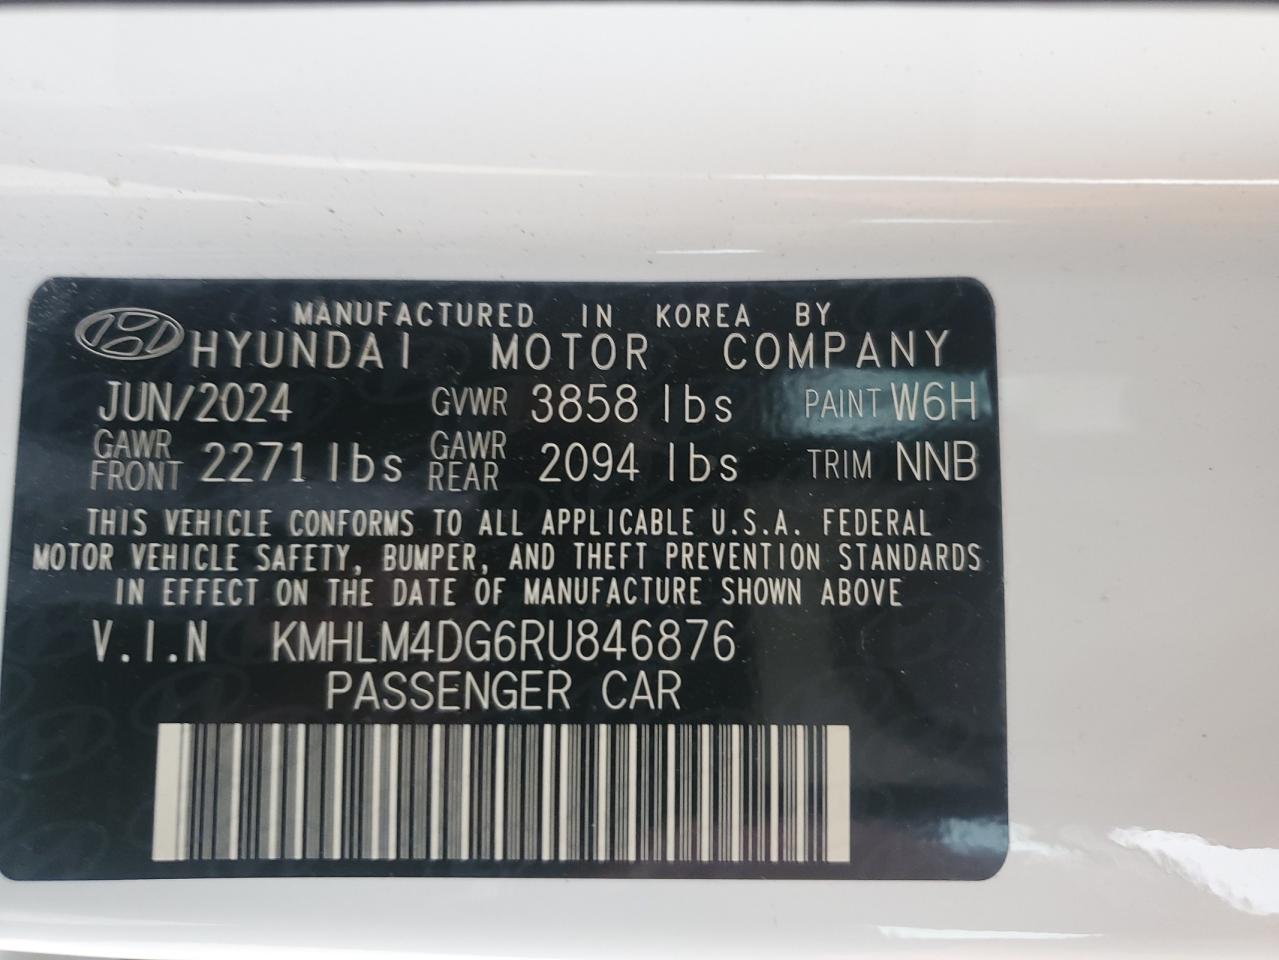 MANUFACTURED IN KOREA BY
HYUNDAI MOTOR COMPANY
JUN/2024 GVWR 3858 lbs PAINT W6H
GAWR FRONT 2271 lbs GAWR REAR 2094 lbs TRIM NNB
THIS VEHICLE CONFORMS TO ALL APPLICABLE U.S.A. FEDERAL
MOTOR VEHICLE SAFETY, BUMPER, AND THEFT PREVENTION STANDARDS
IN EFFECT ON THE DATE OF MANUFACTURE SHOWN ABOVE
V.I.N KMHLM4DG6RU846876
PASSENGER CAR